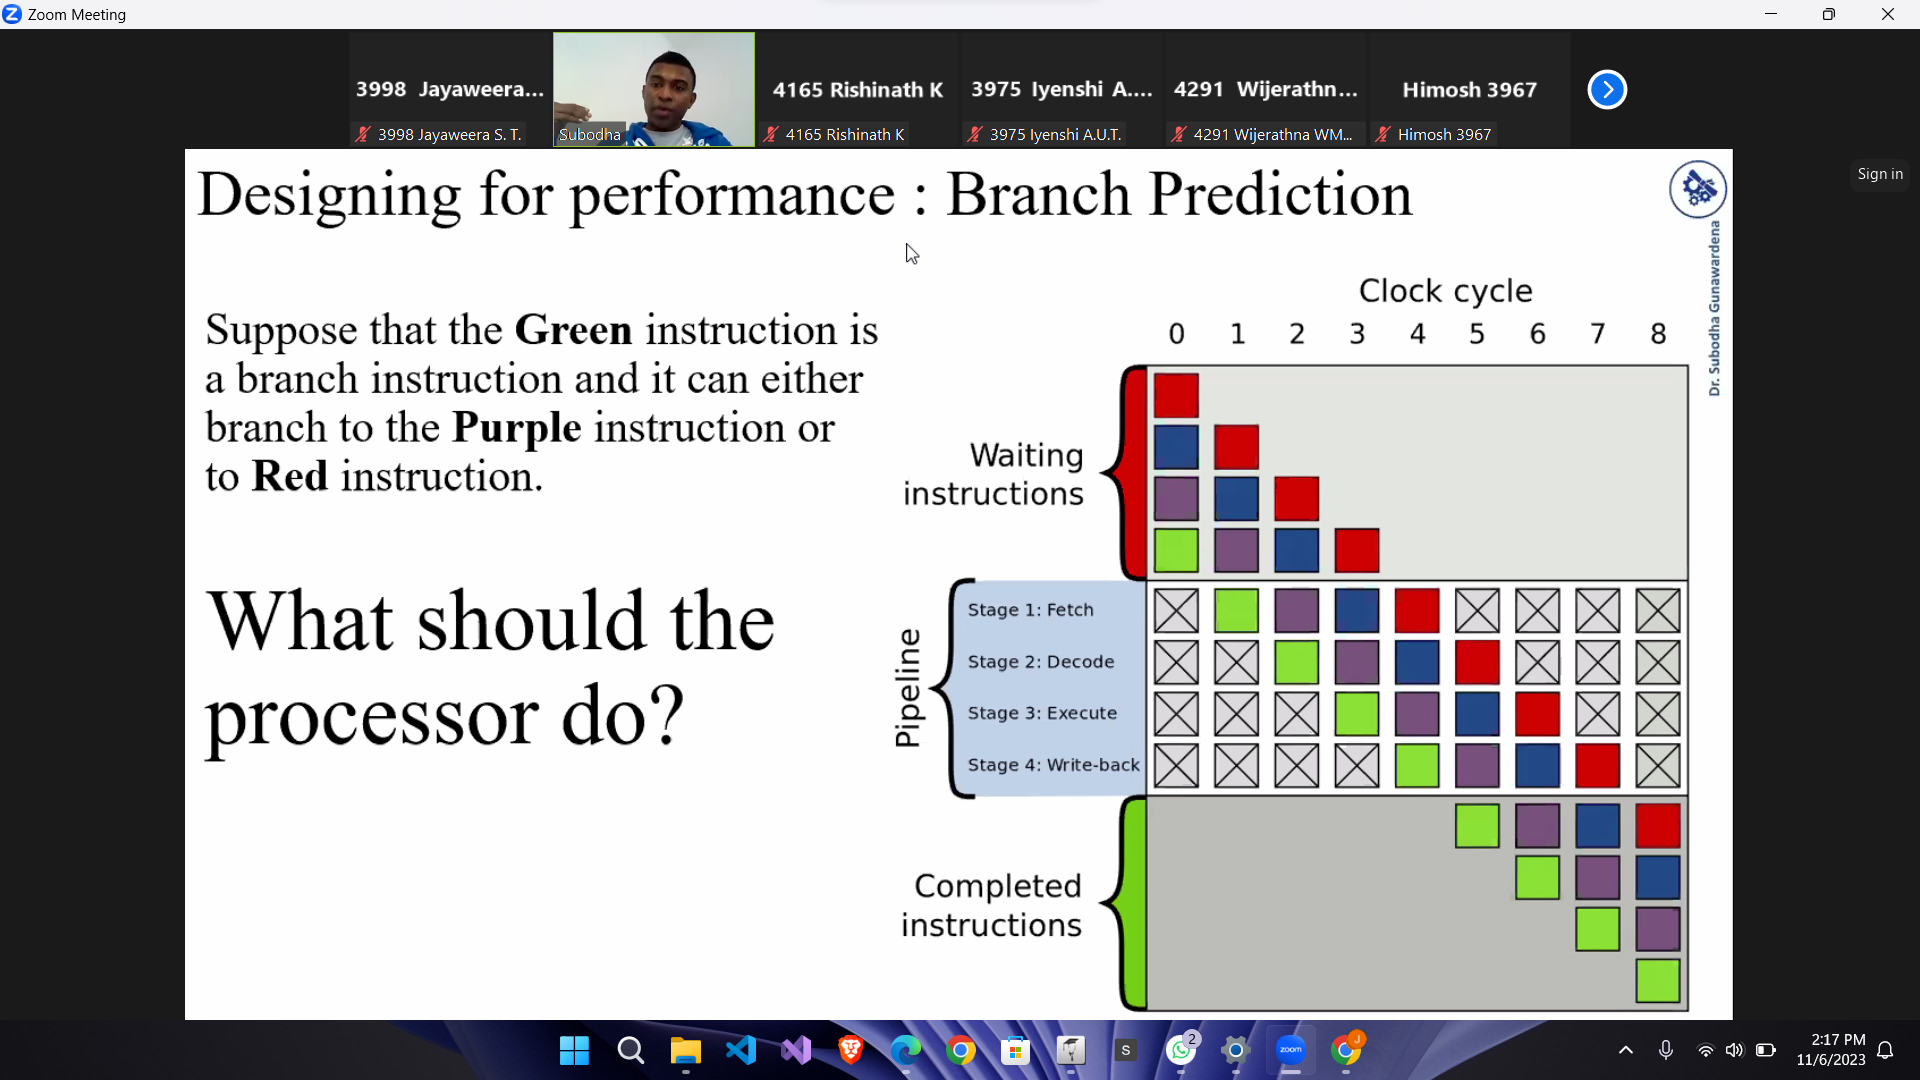 Zoom Meeting
3998 Jayaweera...
4165 Rishinath K
3975 Iyenshi A....
4291 Wijerathn...
Himosh 3967
3998 Jayaweera S. T.
Subodha
4165 Rishinath K
3975 Iyenshi A.U.T.
4291 Wijerathna WM...
Himosh 3967
Sign in
Designing for performance : Branch Prediction
Dr. Subodha Gunawardena
Suppose that the Green instruction is
a branch instruction and it can either
branch to the Purple instruction or
to Red instruction.
What should the
processor do?
Clock cycle
0 1 2 3 4 5 6 7 8
Waiting
instructions
Pipeline
Stage 1: Fetch
Stage 2: Decode
Stage 3: Execute
Stage 4: Write-back
Completed
instructions
S
2
zoom
J
2:17 PM
11/6/2023